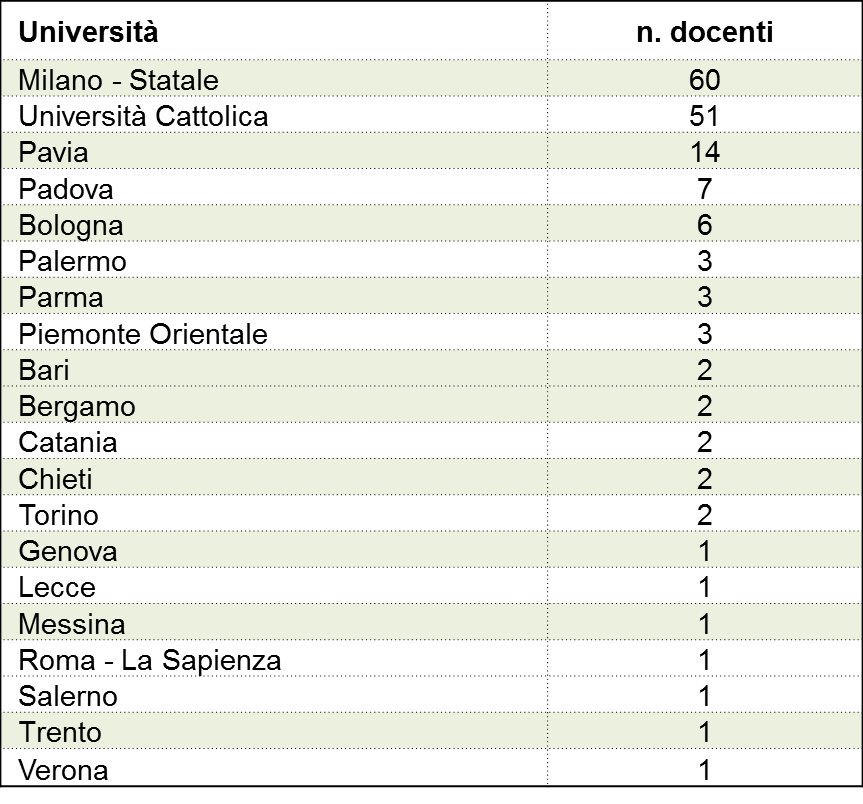 Università n. docenti
Milano - Statale 60
Università Cattolica 51
Pavia 14
Padova 7
Bologna 6
Palermo 3
Parma 3
Piemonte Orientale 3
Bari 2
Bergamo 2
Catania 2
Chieti 2
Torino 2
Genova 1
Lecce 1
Messina 1
Roma - La Sapienza 1
Salerno 1
Trento 1
Verona 1